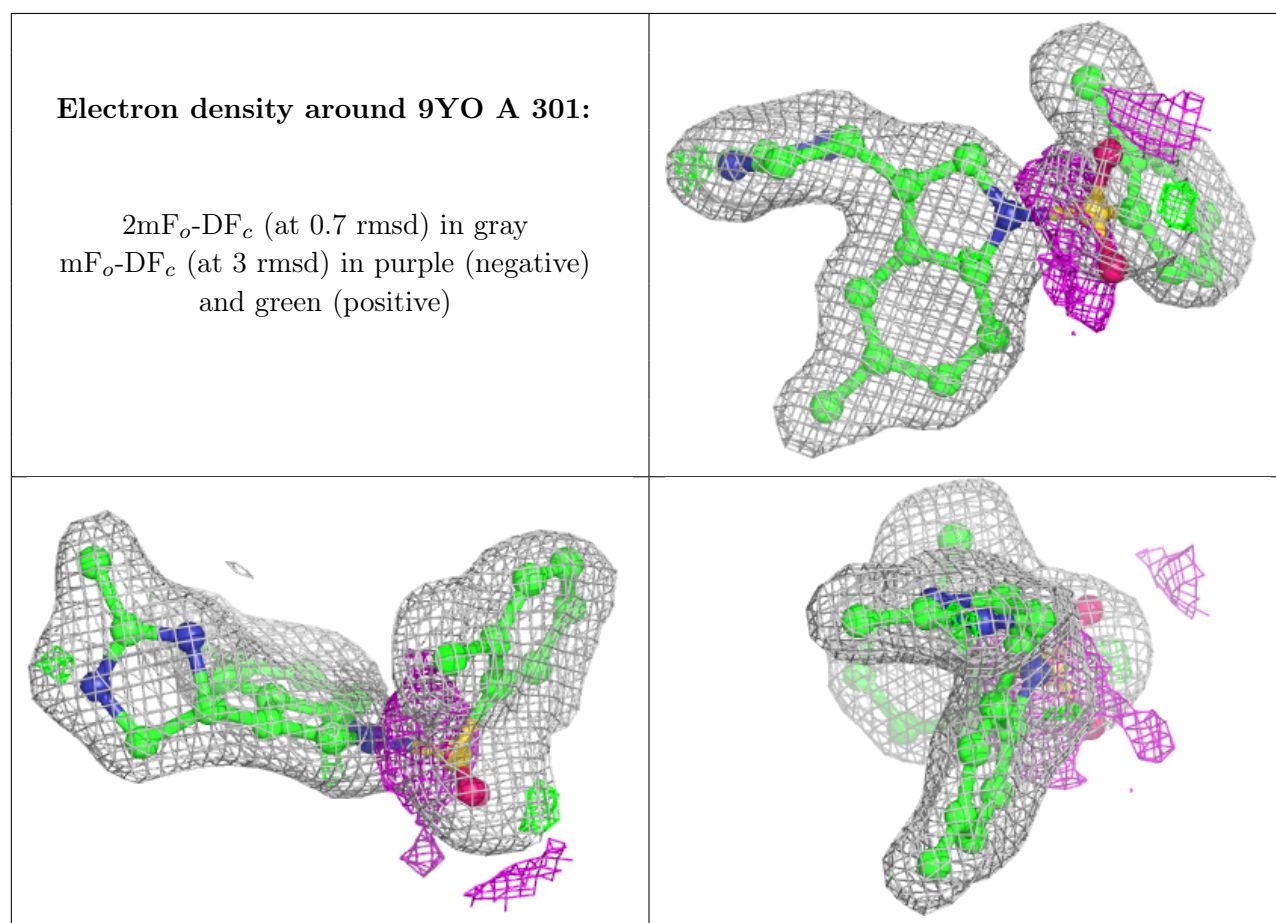 Electron density around 9YO A 301:
2mFo-DFc (at 0.7 rmsd) in gray
mFo-DFc (at 3 rmsd) in purple (negative)
and green (positive)